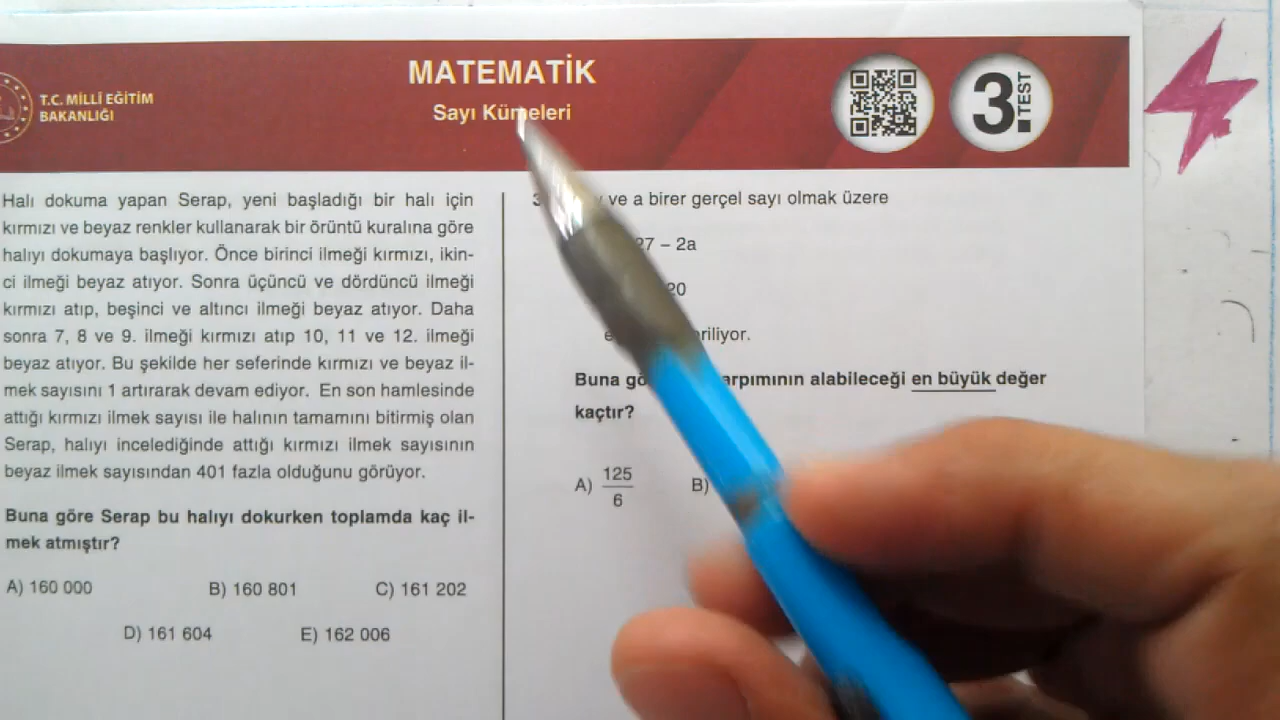 MATEMATİK
T.C. MİLLÎ EĞİTİM
BAKANLIĞI
Sayı Kümeleri
3. TEST
Halı dokuma yapan Serap, yeni başladığı bir halı için
kırmızı ve beyaz renkler kullanarak bir örüntü kuralına göre
halıyı dokumaya başlıyor. Önce birinci ilmeği kırmızı, ikin-
ci ilmeği beyaz atıyor. Sonra üçüncü ve dördüncü ilmeği
kırmızı atıp, beşinci ve altıncı ilmeği beyaz atıyor. Daha
sonra 7, 8 ve 9. ilmeği kırmızı atıp 10, 11 ve 12. ilmeği
beyaz atıyor. Bu şekilde her seferinde kırmızı ve beyaz il-
mek sayısını 1 artırarak devam ediyor. En son hamlesinde
attığı kırmızı ilmek sayısı ile halının tamamını bitirmiş olan
Serap, halıyı incelediğinde attığı kırmızı ilmek sayısının
beyaz ilmek sayısından 401 fazla olduğunu görüyor.
Buna göre Serap bu halıyı dokurken toplamda kaç il-
mek atmıştır?
A) 160 000 B) 160 801 C) 161 202
D) 161 604 E) 162 006
ve a birer gerçel sayı olmak üzere
27 – 2a
20
Buna alabileceği en büyük değer
kaçtır?
A) 125/6 B)